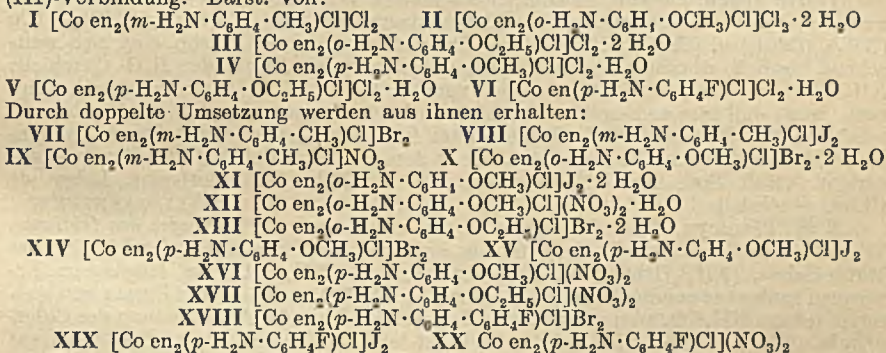 (III)-Verbindung. Darst. von:
I [Co en₂(m-H₂N·C₆H₄·CH₃)Cl]Cl₂ II [Co en₂(o-H₂N·C₆H₄·OCH₃)Cl]Cl₂·2 H₂O
III [Co en₂(o-H₂N·C₆H₄·OC₂H₅)Cl]Cl₂·2 H₂O
IV [Co en₂(p-H₂N·C₆H₄·OCH₃)Cl]Cl₂·H₂O
V [Co en₂(p-H₂N·C₆H₄·OC₂H₅)Cl]Cl₂·H₂O VI [Co en(p-H₂N·C₆H₄F)Cl]Cl₂·H₂O
Durch doppelte Umsetzung werden aus ihnen erhalten:
VII [Co en₂(m-H₂N·C₆H₄·CH₃)Cl]Br₂ VIII [Co en₂(m-H₂N·C₆H₄·CH₃)Cl]J₂
IX [Co en₂(m-H₂N·C₆H₄·CH₃)Cl]NO₃ X [Co en₂(o-H₂N·C₆H₄·OCH₃)Cl]Br₂·2 H₂O
XI [Co en₂(o-H₂N·C₆H₄·OCH₃)Cl]J₂·2 H₂O
XII [Co en₂(o-H₂N·C₆H₄·OCH₃)Cl](NO₃)₂·H₂O
XIII [Co en₂(o-H₂N·C₆H₄·OC₂H₅)Cl]Br₂·2 H₂O
XIV [Co en₂(p-H₂N·C₆H₄·OCH₃)Cl]Br₂ XV [Co en₂(p-H₂N·C₆H₄·OCH₃)Cl]J₂
XVI [Co en₂(p-H₂N·C₆H₄·OCH₃)Cl](NO₃)₂
XVII [Co en₂(p-H₂N·C₆H₄·OC₂H₅)Cl](NO₃)₂
XVIII [Co en₂(p-H₂N·C₆H₄·C₆H₄F)Cl]Br₂
XIX [Co en₂(p-H₂N·C₆H₄F)Cl]J₂ XX Co en₂(p-H₂N·C₆H₄F)Cl](NO₃)₂